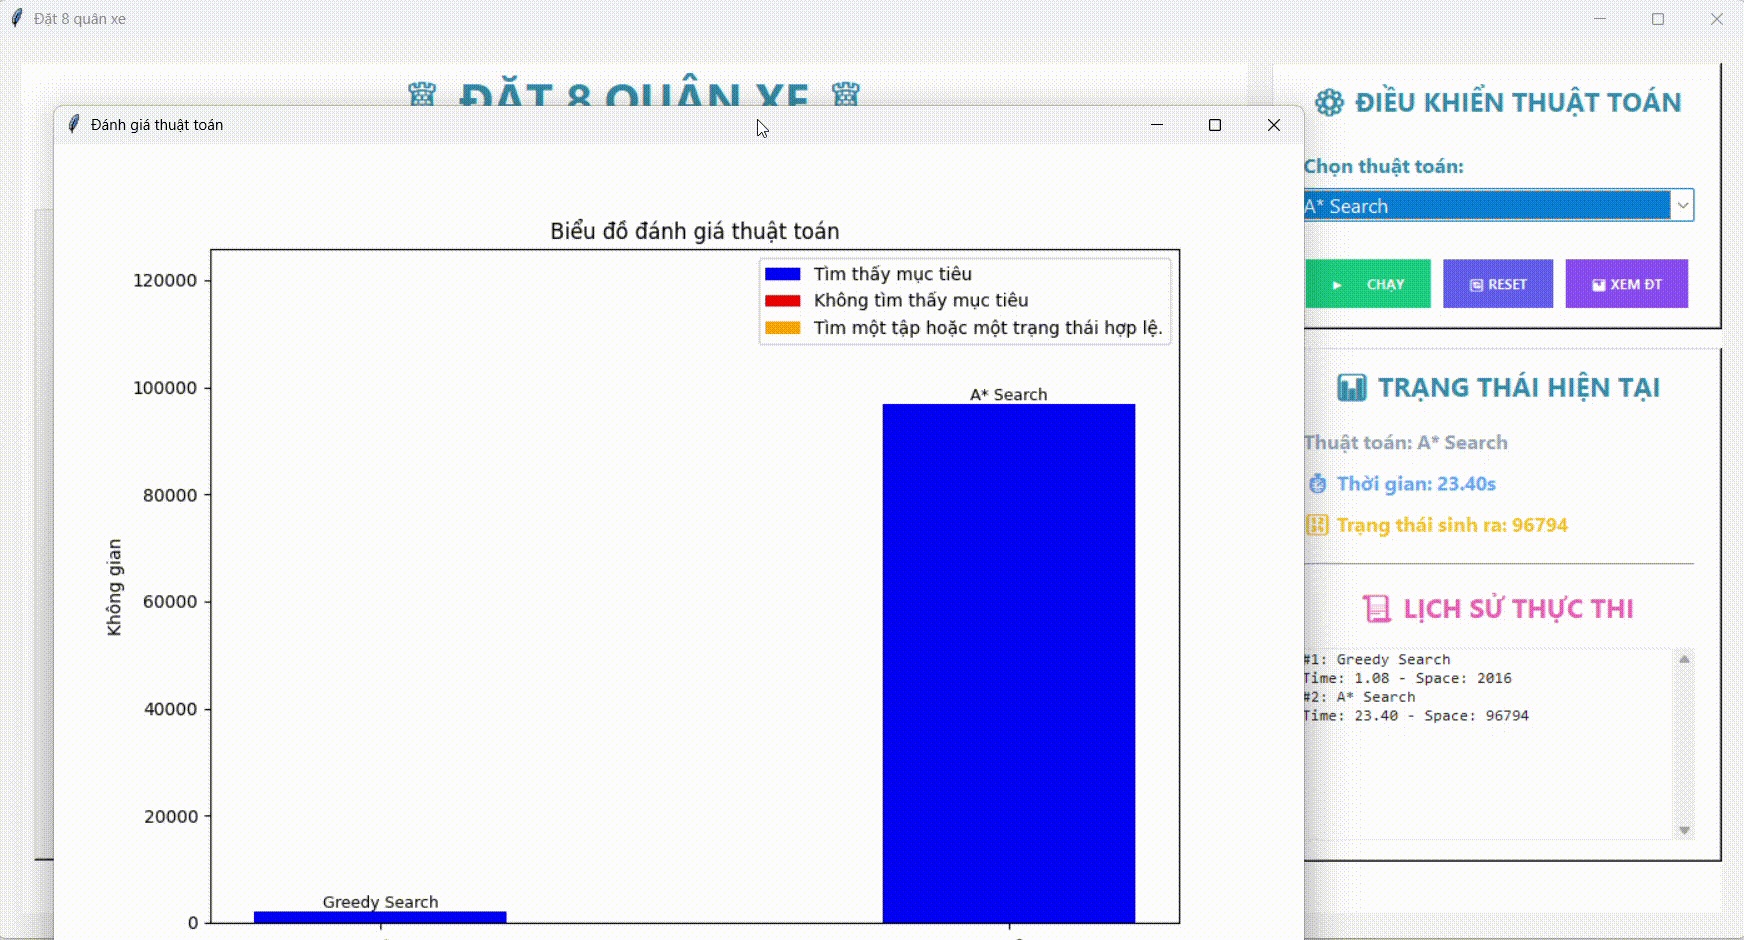 Đặt 8 quân xe
♖ ĐẶT 8 QUÂN XE ♖
Đánh giá thuật toán
Biểu đồ đánh giá thuật toán
Tìm thấy mục tiêu
Không tìm thấy mục tiêu
Tìm một tập hoặc một trạng thái hợp lệ.
120000
100000
80000
60000
40000
20000
0
Không gian
A* Search
Greedy Search
ĐIỀU KHIỂN THUẬT TOÁN
Chọn thuật toán:
A* Search
CHẠY
RESET
XEM ĐT
TRẠNG THÁI HIỆN TẠI
Thuật toán: A* Search
Thời gian: 23.40s
Trạng thái sinh ra: 96794
LỊCH SỬ THỰC THI
#1: Greedy Search
Time: 1.08 - Space: 2016
#2: A* Search
Time: 23.40 - Space: 96794